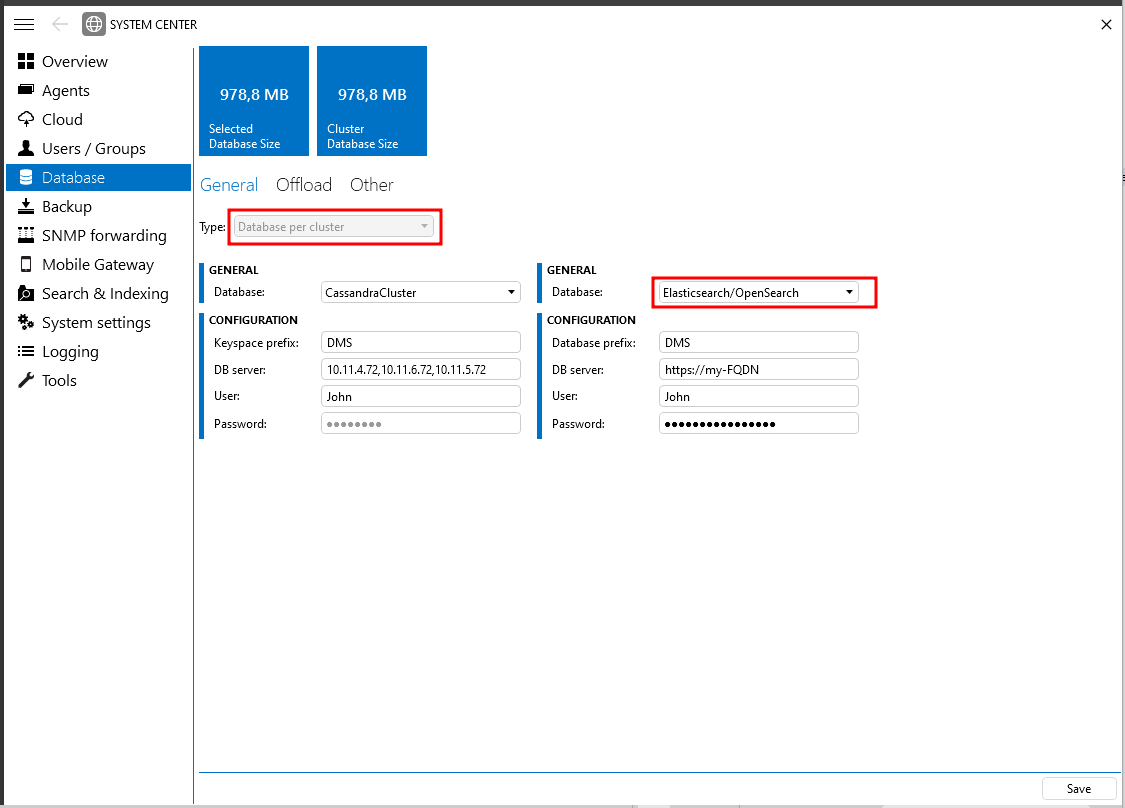 SYSTEM CENTER
Overview
Agents
Cloud
Users / Groups
Database
Backup
SNMP forwarding
Mobile Gateway
Search & Indexing
System settings
Logging
Tools
978,8 MB
Selected
Database Size
978,8 MB
Cluster
Database Size
General Offload Other
Type: Database per cluster
GENERAL
Database: CassandraCluster
CONFIGURATION
Keyspace prefix: DMS
DB server: 10.11.4.72,10.11.6.72,10.11.5.72
User: John
Password: ●●●●●●●●
GENERAL
Database: Elasticsearch/OpenSearch
CONFIGURATION
Database prefix: DMS
DB server: https://my-FQDN
User: John
Password: ●●●●●●●●●●●●●●●●
Save